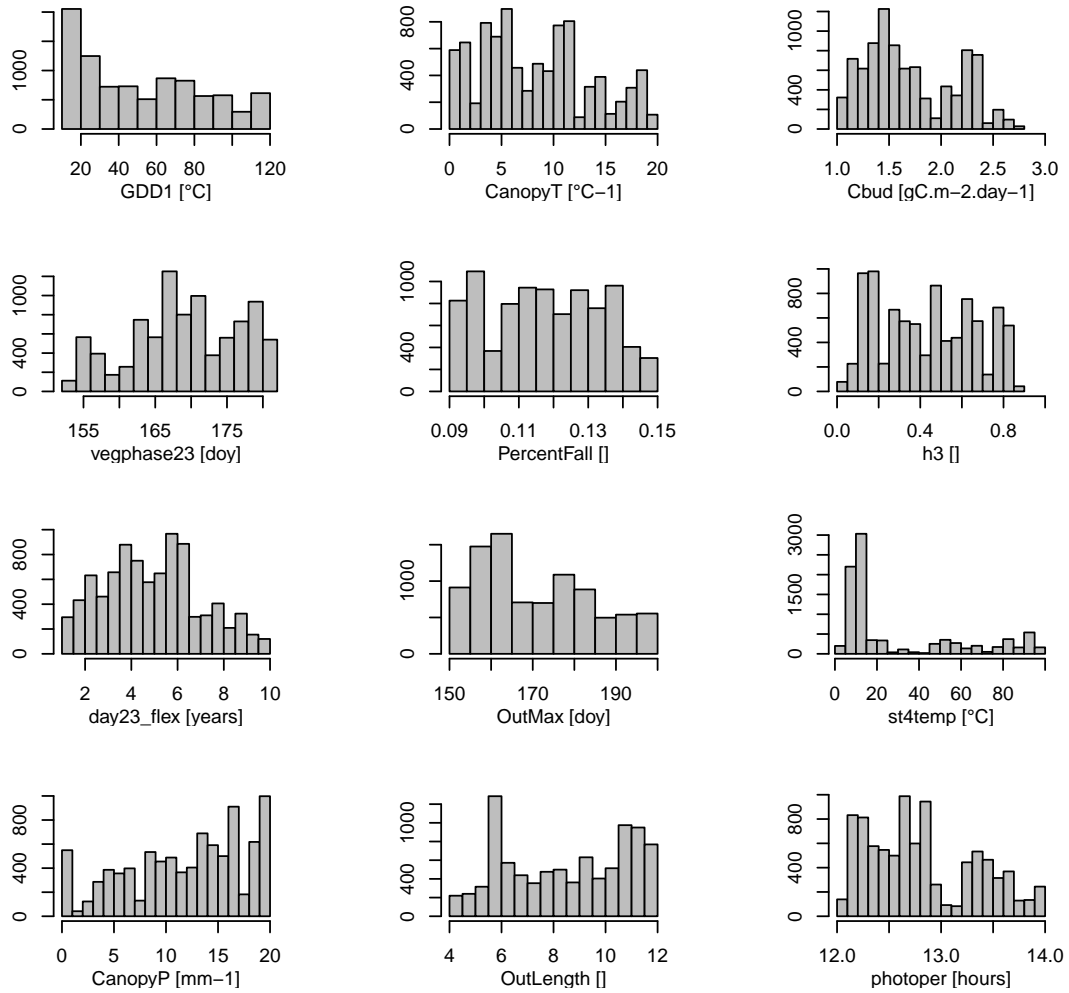 0 1000
20 40 60 80 120
GDD1 [°C]
0 400 800
0 5 10 15 20
CanopyT [°C−1]
0 400 1000
1.0 1.5 2.0 2.5 3.0
Cbud [gC.m−2.day−1]
0 400 1000
155 165 175
vegphase23 [doy]
0 400 1000
0.09 0.11 0.13 0.15
PercentFall []
0 400 800
0.0 0.4 0.8
h3 []
0 400 800
2 4 6 8 10
day23_flex [years]
0 1000
150 170 190
OutMax [doy]
0 1500 3000
0 20 40 60 80
st4temp [°C]
0 400 800
0 5 10 15 20
CanopyP [mm−1]
0 400 1000
4 6 8 10 12
OutLength []
0 400 800
12.0 13.0 14.0
photoper [hours]